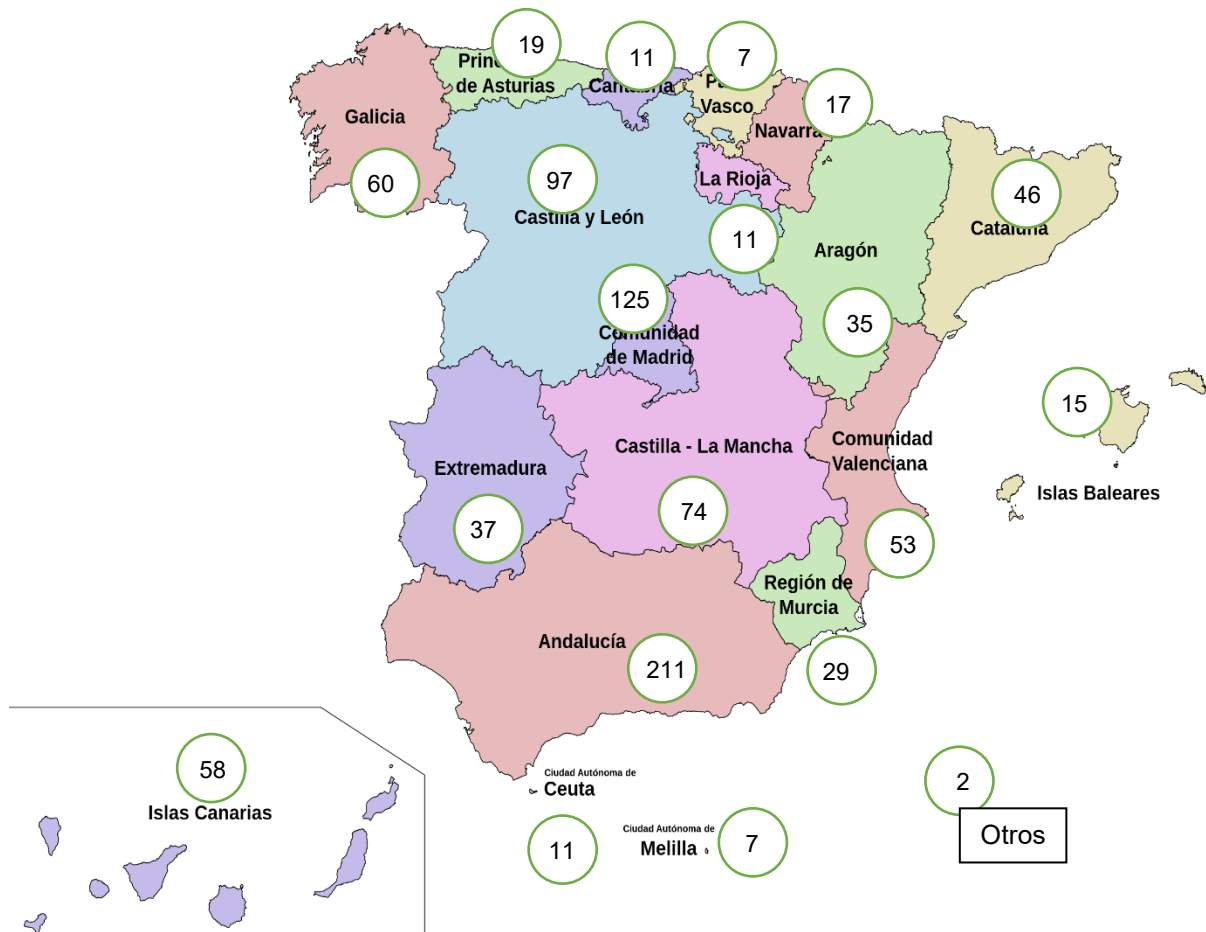 19
11
7
Princ
de Asturias
Cantabria
Pa
Vasco
17
Galicia
Navarra
60
97
La Rioja
46
Castilla y León
Cataluña
11
Aragón
125
35
Comunidad
de Madrid
15
Castilla - La Mancha
Comunidad
Valenciana
Extremadura
Islas Baleares
37
74
53
Región de
Murcia
Andalucía
211
29
58
Islas Canarias
Ciudad Autónoma de
Ceuta
2
Otros
11
Ciudad Autónoma de
Melilla
7